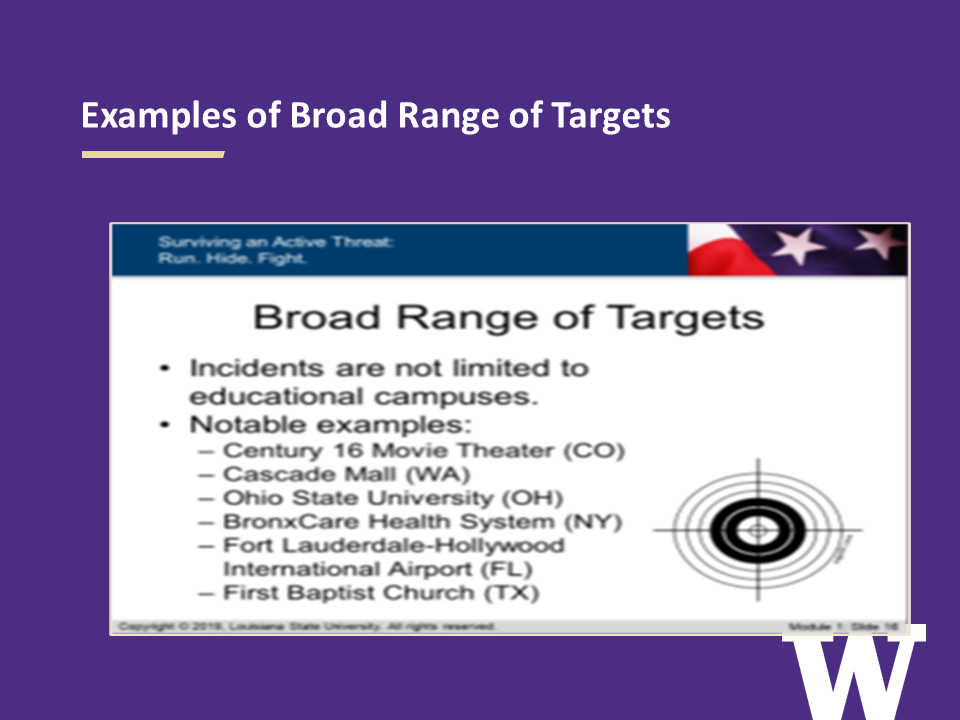 Examples of Broad Range of Targets
Surviving an Active Threat:
Run. Hide. Fight.
Broad Range of Targets
• Incidents are not limited to
educational campuses.
• Notable examples:
– Century 16 Movie Theater (CO)
– Cascade Mall (WA)
– Ohio State University (OH)
– BronxCare Health System (NY)
– Fort Lauderdale-Hollywood
International Airport (FL)
– First Baptist Church (TX)
Copyright © 2019, Louisiana State University. All rights reserved.
Module 1: Slide 16
W